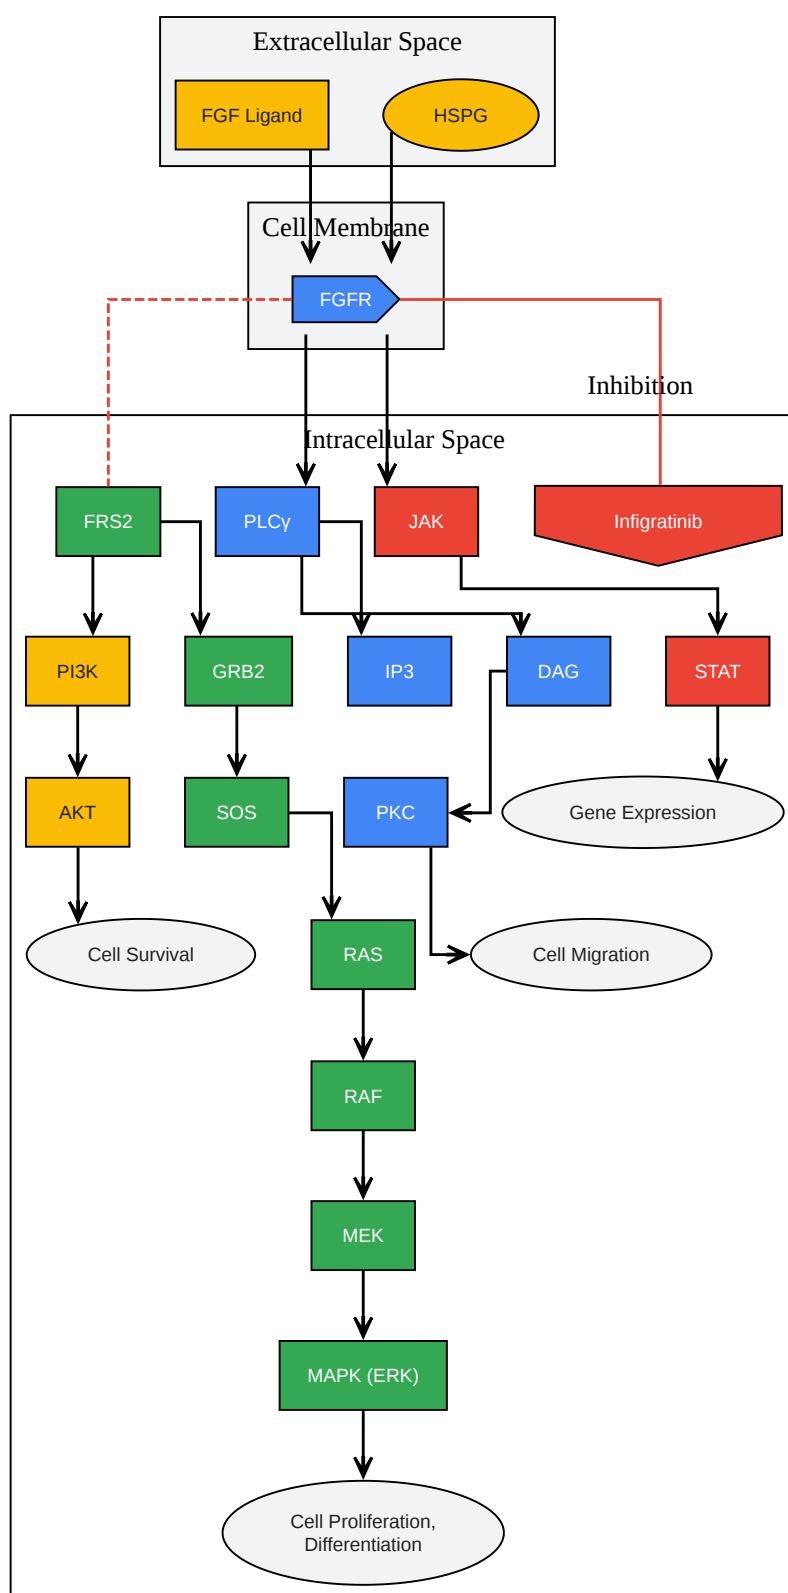 Extracellular Space
FGF Ligand
HSPG
Cell Membrane
FGFR
Inhibition
Intracellular Space
FRS2
PLCγ
JAK
Infigratinib
PI3K
GRB2
IP3
DAG
STAT
AKT
SOS
PKC
Gene Expression
Cell Survival
RAS
Cell Migration
RAF
MEK
MAPK (ERK)
Cell Proliferation,
Differentiation